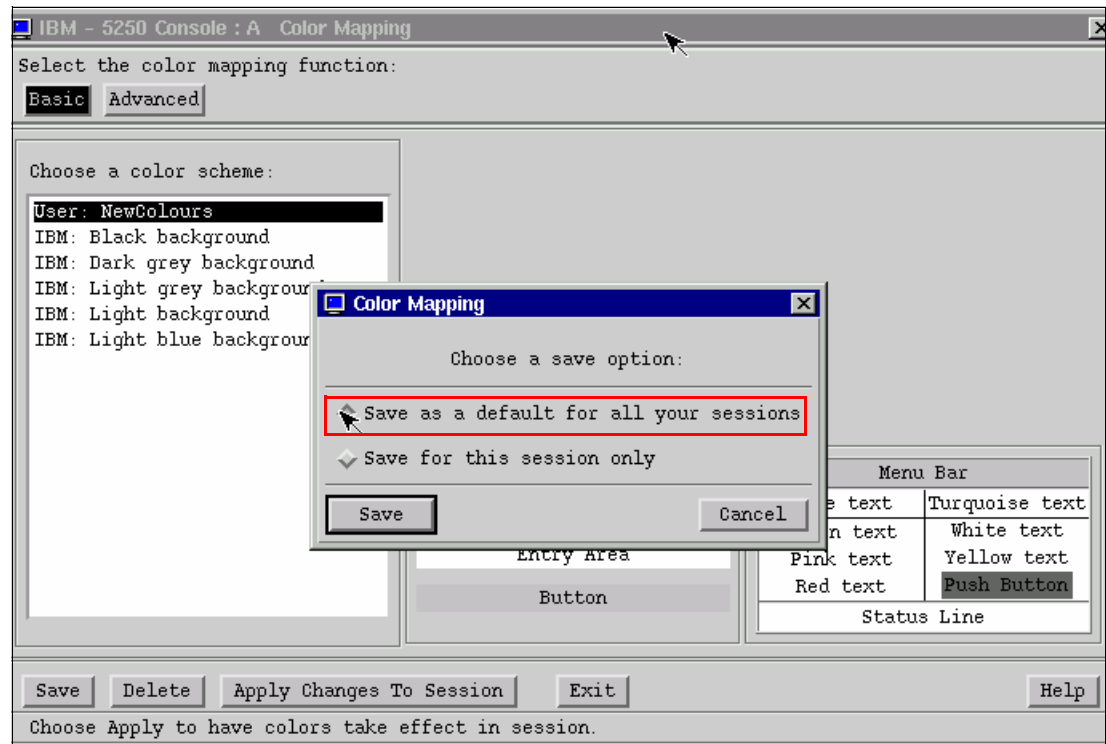 IBM - 5250 Console : A Color Mapping
Select the color mapping function:
Basic Advanced
Choose a color scheme:
User: NewColours
IBM: Black background
IBM: Dark grey background
IBM: Light grey background
IBM: Light background
IBM: Light blue backgroun
Color Mapping
Choose a save option:
Save as a default for all your sessions
Save for this session only
Save Cancel
Entry Area
Button
Menu Bar
text Turquoise text
text White text
Pink text Yellow text
Red text Push Button
Status Line
Save Delete Apply Changes To Session Exit Help
Choose Apply to have colors take effect in session.